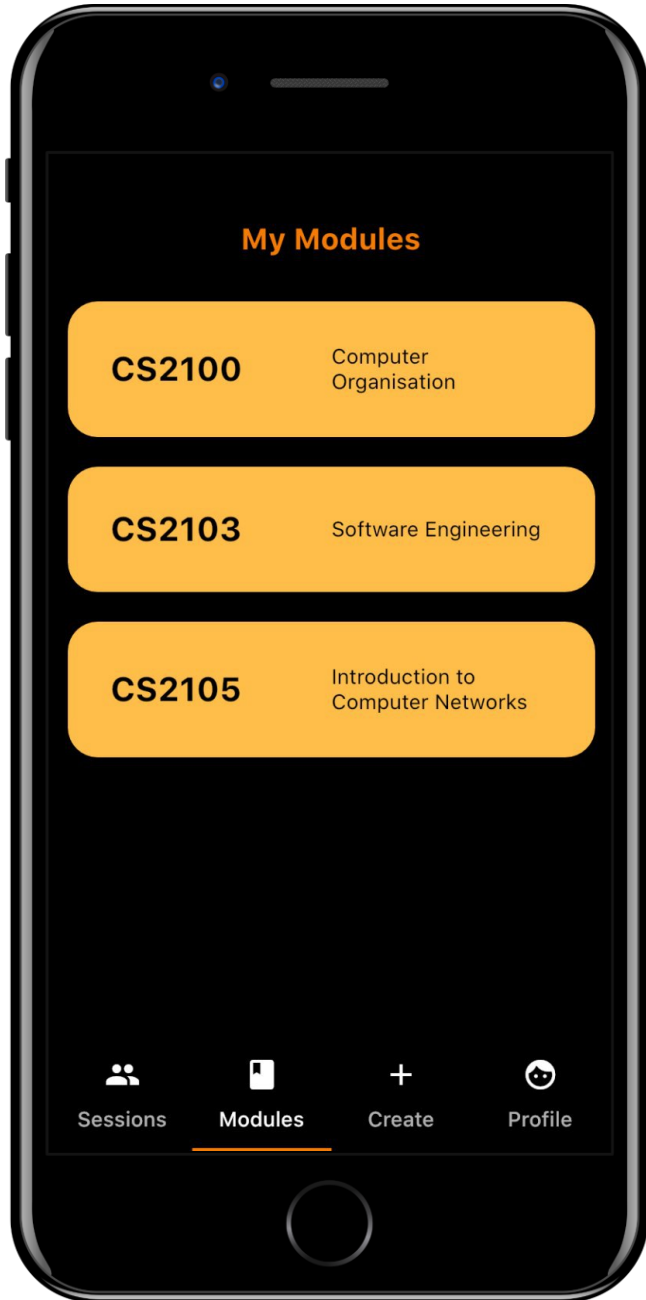 My Modules
CS2100
Computer
Organisation
CS2103
Software Engineering
CS2105
Introduction to
Computer Networks
Sessions
Modules
Create
Profile